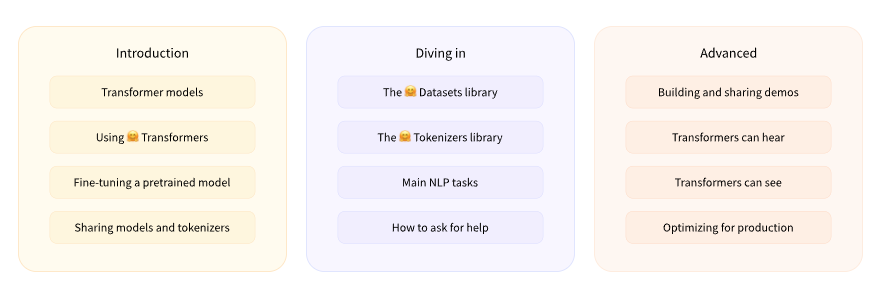 Introduction
Transformer models
Using 🤗 Transformers
Fine-tuning a pretrained model
Sharing models and tokenizers
Diving in
The 🤗 Datasets library
The 🤗 Tokenizers library
Main NLP tasks
How to ask for help
Advanced
Building and sharing demos
Transformers can hear
Transformers can see
Optimizing for production